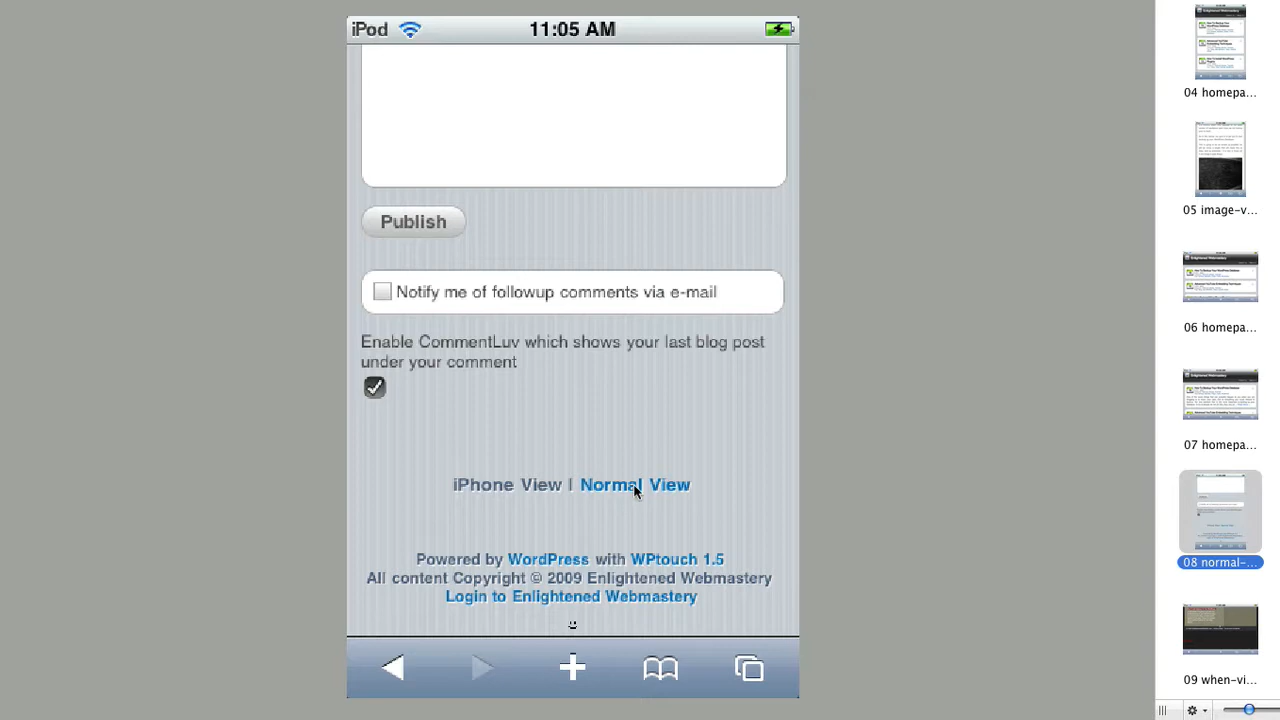 iPod
11:05 AM
Publish
Notify me of followup comments via e-mail
Enable CommentLuv which shows your last blog post
under your comment
iPhone View | Normal View
Powered by WordPress with WPtouch 1.5
All content Copyright © 2009 Enlightened Webmastery
Login to Enlightened Webmastery
04 homepa...
05 image-v...
06 homepa...
07 homepa...
08 normal-...
09 when-vi...